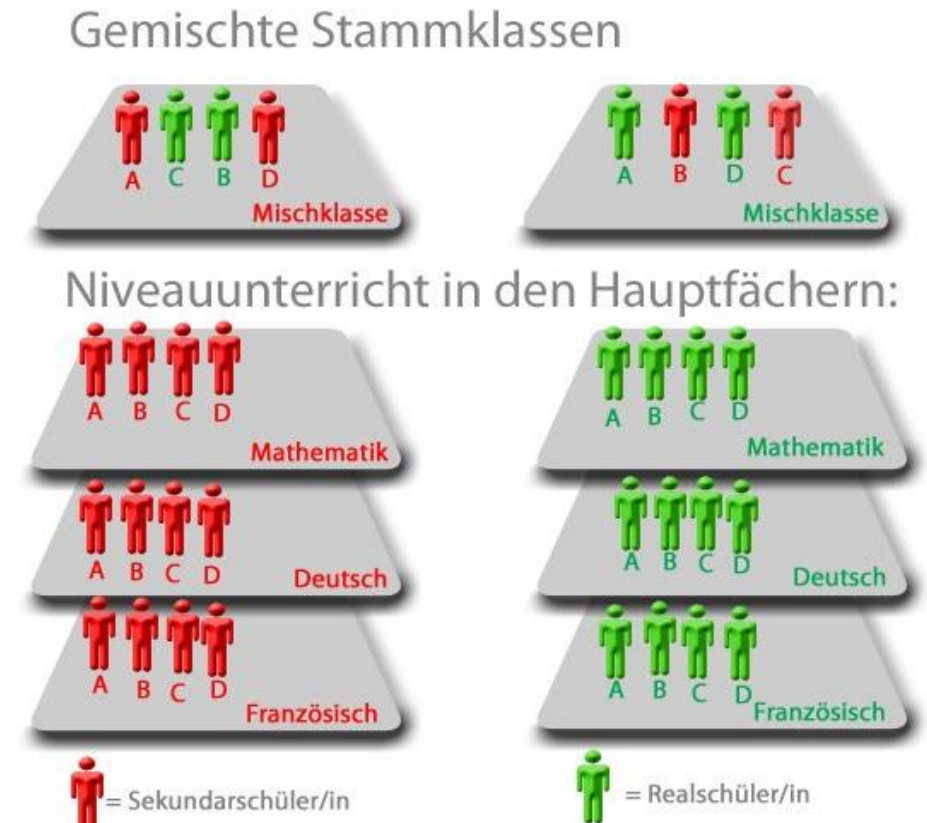 Gemischte Stammklassen
A C B D
Mischklasse
A B D C
Mischklasse
Niveauunterricht in den Hauptfächern:
A B C D
Mathematik
A B C D
Mathematik
A B C D
Deutsch
A B C D
Deutsch
A B C D
Französisch
A B C D
Französisch
= Sekundarschüler/in
= Realschüler/in